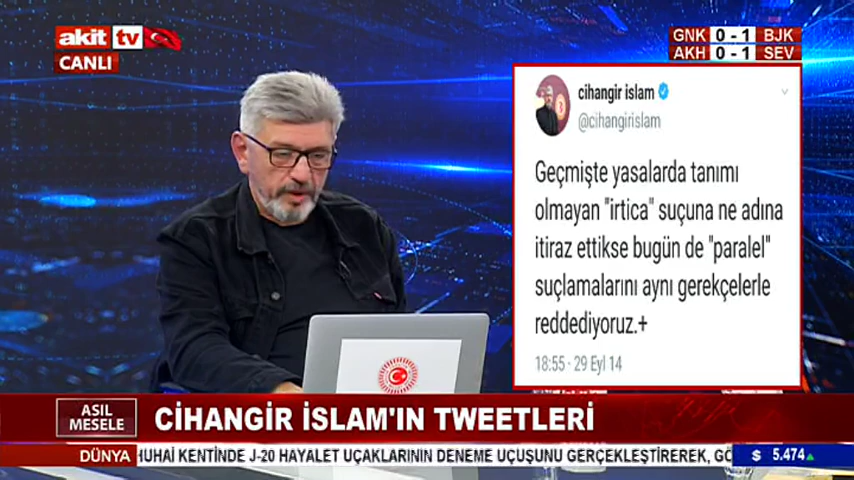 akit tv
CANLI
GNK 0 - 1 BJK
AKH 0 - 1 SEV
cihangir islam
@cihangirislam
Geçmişte yasalarda tanımı
olmayan "irtica" suçuna ne adına
itiraz ettikse bugün de "paralel"
suçlamalarını aynı gerekçelerle
reddediyoruz.+
18:55 · 29 Eyl 14
ASIL
MESELE
CİHANGİR İSLAM'IN TWEETLERİ
DÜNYA HUHAİ KENTİNDE J-20 HAYALET UÇAKLARININ DENEME UÇUŞUNU GERÇEKLEŞTİREREK, GÖ $ 5.474